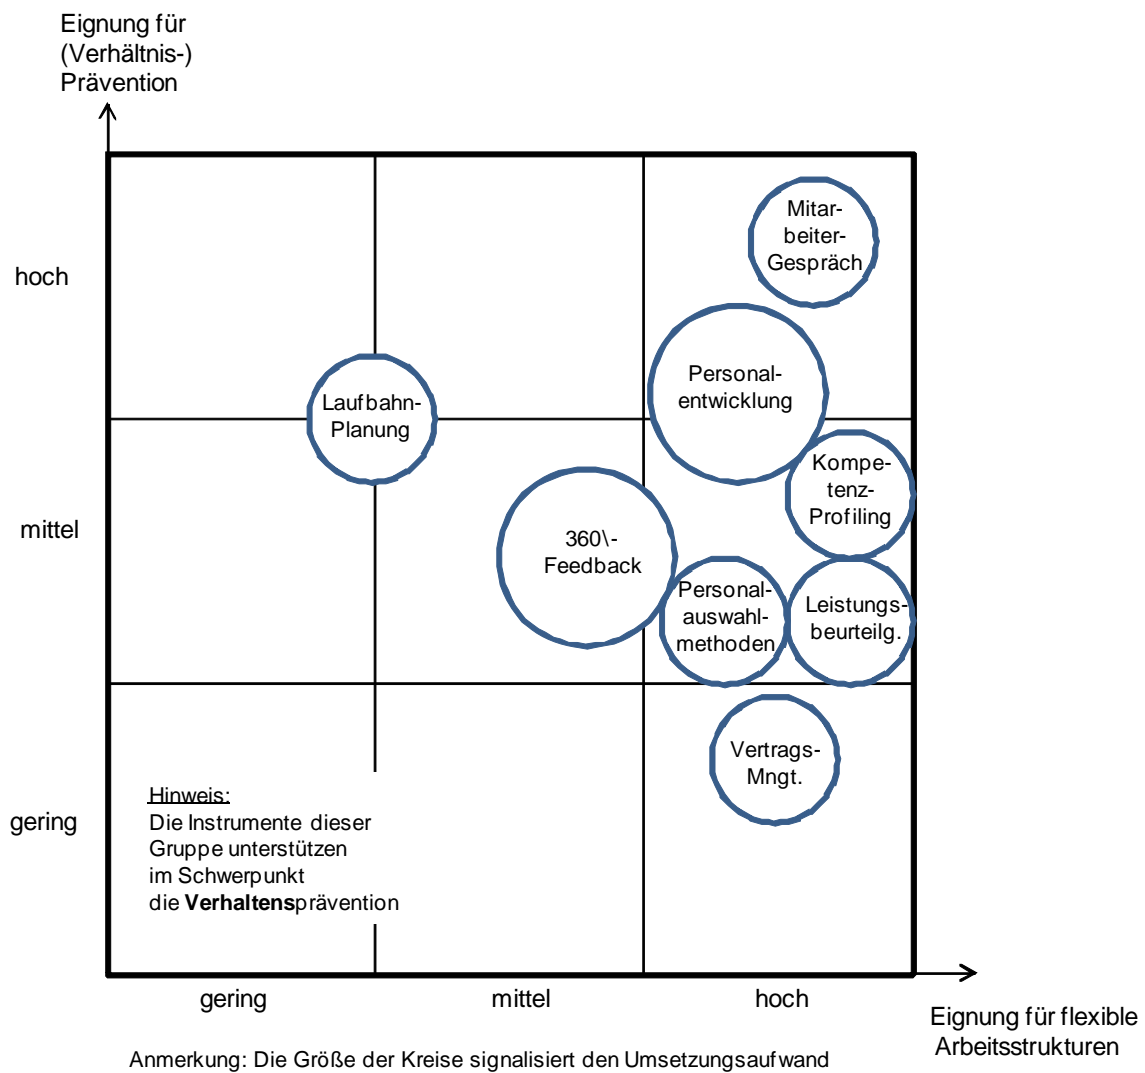 Eignung für
(Verhältnis-)
Prävention
Mitar-
beiter-
Gespräch
hoch
Personal-
entwicklung
Laufbahn-
Planung
Kompe-
tenz-
Profiling
mittel
360\-
Feedback
Personal-
auswahl-
methoden
Leistungs-
beurteilg.
Vertrags-
Mngt.
gering
Hinweis:
Die Instrumente dieser
Gruppe unterstützen
im Schwerpunkt
die Verhaltensprävention
gering
mittel
hoch
Eignung für flexible
Arbeitsstrukturen
Anmerkung: Die Größe der Kreise signalisiert den Umsetzungsaufwand